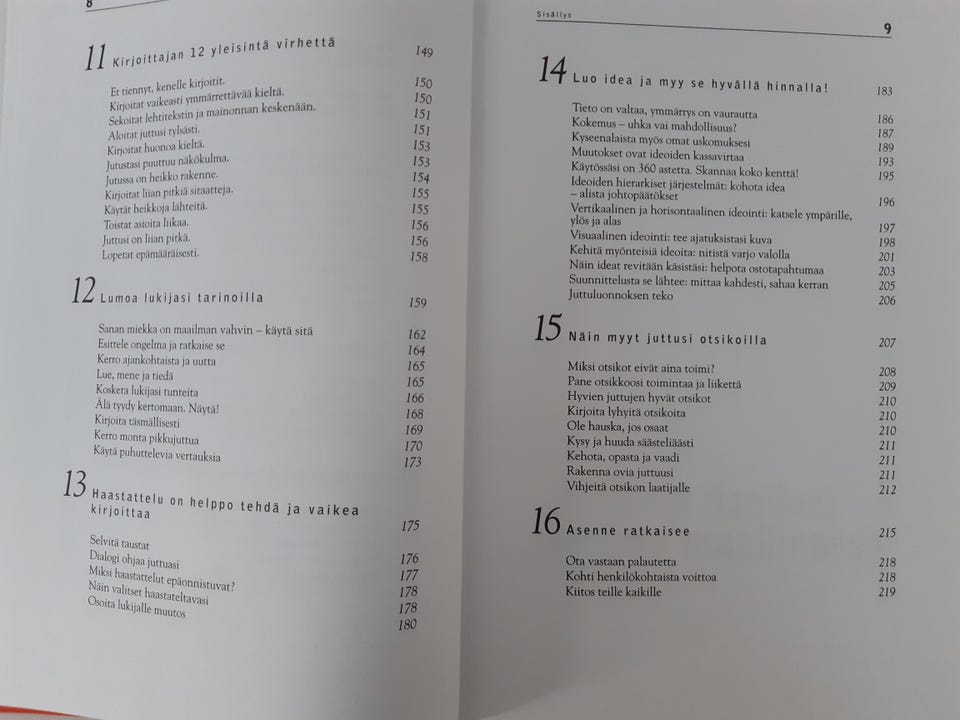 8
11 Kirjoittajan 12 yleisintä virhettä 149
Et tiennyt, kenelle kirjoitit. 150
Kirjoitat vaikeasti ymmärrettävää kieltä. 150
Sekoitat lehtitekstin ja mainonnan keskenään. 151
Aloitat juttusi tylsästi. 151
Kirjoitat huonoa kieltä. 153
Jutustasi puuttuu näkökulma. 153
Jutussa on heikko rakenne. 154
Kirjoitat liian pitkiä sitaatteja. 155
Käytät heikkoja lähteitä. 155
Toistat asioita liikaa. 156
Juttusi on liian pitkä. 156
Lopetat epämääräisesti. 158
12 Lumoa lukijasi tarinoilla 159
Sanan miekka on maailman vahvin – käytä sitä 162
Esittele ongelma ja ratkaise se 164
Kerro ajankohtaista ja uutta 165
Lue, mene ja tiedä 165
Kosketa lukijasi tunteita 166
Älä tyydy kertomaan. Näytä! 168
Kirjoita täsmällisesti 169
Kerro monta pikkujuttua 170
Käytä puhuttelevia vertauksia 173
13 Haastattelu on helppo tehdä ja vaikea
kirjoittaa 175
Selvitä taustat 176
Dialogi ohjaa juttuasi 177
Miksi haastattelut epäonnistuvat? 178
Näin valitset haastateltavasi 178
Osoita lukijalle muutos 180
Sisällys 9
14 Luo idea ja myy se hyvällä hinnalla! 183
Tieto on valtaa, ymmärrys on vaurautta 186
Kokemus – uhka vai mahdollisuus? 187
Kyseenalaista myös omat uskomuksesi 189
Muutokset ovat ideoiden kassavirtaa 193
Käytössäsi on 360 astetta. Skannaa koko kenttä! 195
Ideoiden hierarkiset järjestelmät: kohota idea
– alista johtopäätökset 196
Vertikaalinen ja horisontaalinen ideointi: katsele ympärille,
ylös ja alas 197
Visuaalinen ideointi: tee ajatuksistasi kuva 198
Kehitä myönteisiä ideoita: nitistä varjo valolla 201
Näin ideat revitään käsistäsi: helpota ostotapahtumaa 203
Suunnittelusta se lähtee: mittaa kahdesti, sahaa kerran 205
Juttuluonnoksen teko 206
15 Näin myyt juttusi otsikoilla 207
Miksi otsikot eivät aina toimi? 208
Pane otsikkoosi toimintaa ja liikettä 209
Hyvien juttujen hyvät otsikot 210
Kirjoita lyhyitä otsikoita 210
Ole hauska, jos osaat 210
Kysy ja huuda säästeliäästi 211
Kehota, opasta ja vaadi 211
Rakenna ovia juttuusi 211
Vihjeitä otsikon laatijalle 212
16 Asenne ratkaisee 215
Ota vastaan palautetta 218
Kohti henkilökohtaista voittoa 218
Kiitos teille kaikille 219